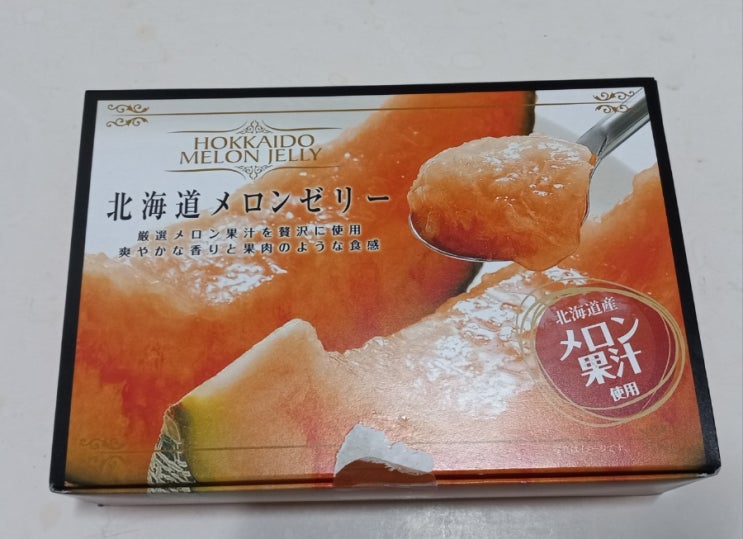 HOKKAIDO
MELON JELLY
北海道メロンゼリー
厳選メロン果汁を贅沢に使用
爽やかな香りと果肉のような食感
北海道産
メロン
果汁
使用